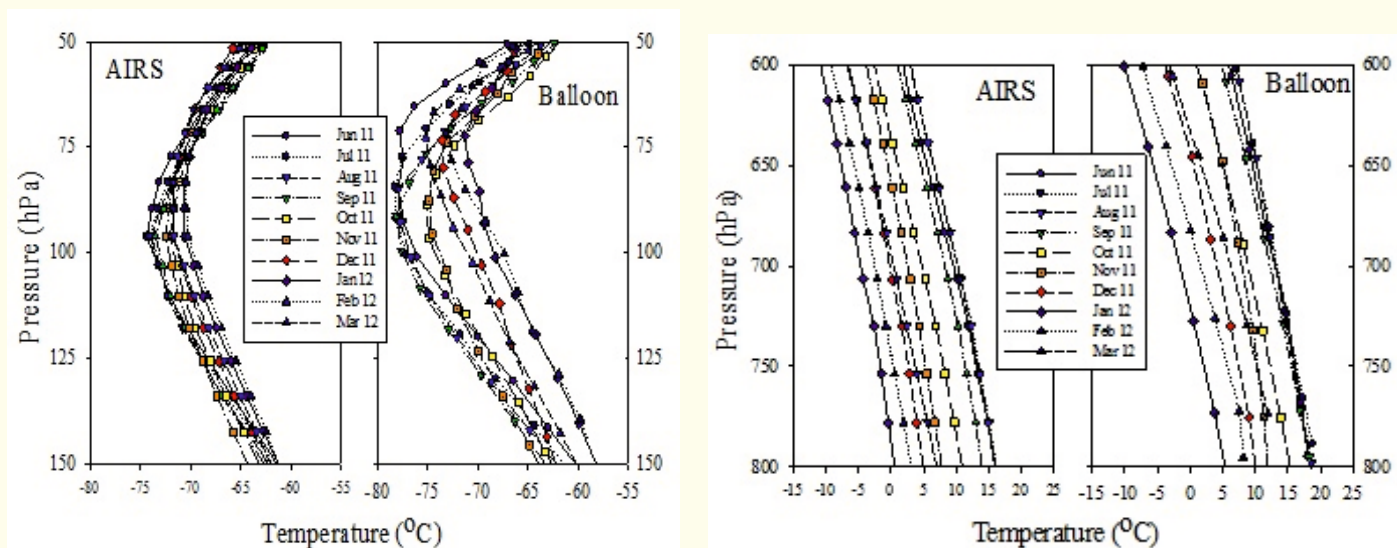 50
75
100
125
150
Pressure (hPa)
AIRS
Balloon
50
75
100
125
150
Jun 11
Jul 11
Aug 11
Sep 11
Oct 11
Nov 11
Dec 11
Jan 12
Feb 12
Mar 12
-80 -75 -70 -65 -60 -55
-80 -75 -70 -65 -60 -55
Temperature (⁰C)
600
650
700
750
800
Pressure (hPa)
AIRS
Balloon
600
650
700
750
800
Jun 11
Jul 11
Aug 11
Sep 11
Oct 11
Nov 11
Dec 11
Jan 12
Feb 12
Mar 12
-15 -10 -5 0 5 10 15 20 25
-15 -10 -5 0 5 10 15 20 25
Temperature (⁰C)